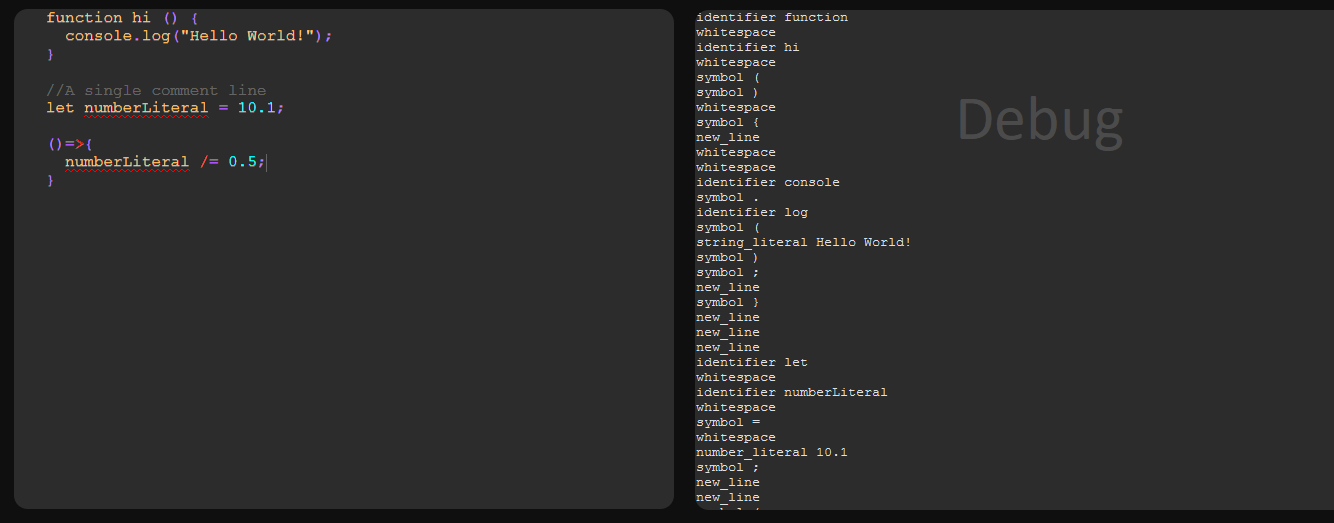 function hi () {
  console.log("Hello World!");
}
//A single comment line
let numberLiteral = 10.1;
()=>{
  numberLiteral /= 0.5;
}
Debug
identifier function
whitespace
identifier hi
whitespace
symbol (
symbol )
whitespace
symbol {
new_line
whitespace
whitespace
identifier console
symbol .
identifier log
symbol (
string_literal Hello World!
symbol )
symbol ;
new_line
symbol }
new_line
new_line
new_line
identifier let
whitespace
identifier numberLiteral
whitespace
symbol =
whitespace
number_literal 10.1
symbol ;
new_line
new_line